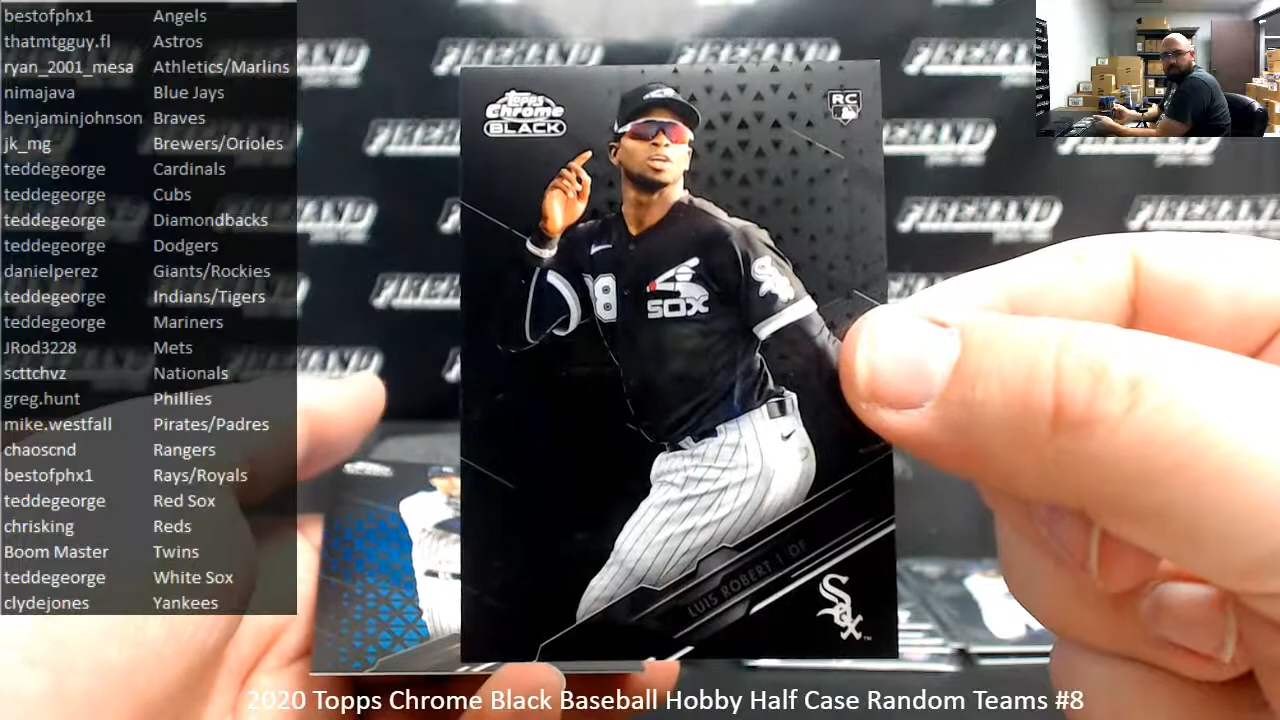 bestofphx1 Angels
thatmtgguy.fl Astros
ryan_2001_mesa Athletics/Marlins
nimajava Blue Jays
benjaminjohnson Braves
jk_mg Brewers/Orioles
teddegeorge Cardinals
teddegeorge Cubs
teddegeorge Diamondbacks
teddegeorge Dodgers
danielperez Giants/Rockies
teddegeorge Indians/Tigers
teddegeorge Mariners
JRod3228 Mets
scttchvz Nationals
greg.hunt Phillies
mike.westfall Pirates/Padres
chaoscnd Rangers
bestofphx1 Rays/Royals
teddegeorge Red Sox
chrisking Reds
Boom Master Twins
teddegeorge White Sox
clydejones Yankees
FIREHAND
FIREHAND
Topps
Chrome
BLACK
RC
SOX
Sox
LUIS ROBERT | OF
Sox
2020 Topps Chrome Black Baseball Hobby Half Case Random Teams #8